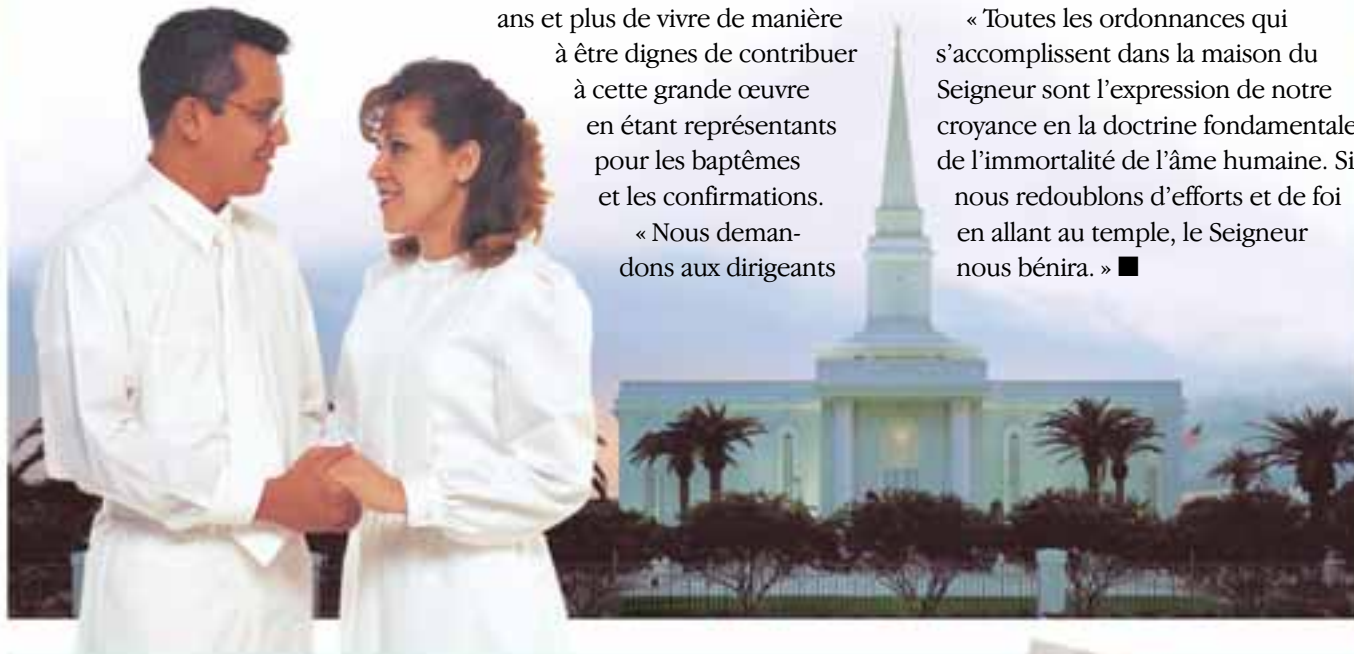 ans et plus de vivre de manière
à être dignes de contribuer
à cette grande œuvre
en étant représentants
pour les baptêmes
et les confirmations.
« Nous deman-
dons aux dirigeants
« Toutes les ordonnances qui
s'accomplissent dans la maison du
Seigneur sont l'expression de notre
croyance en la doctrine fondamentale
de l'immortalité de l'âme humaine. Si
nous redoublons d'efforts et de foi
en allant au temple, le Seigneur
nous bénira. » ■